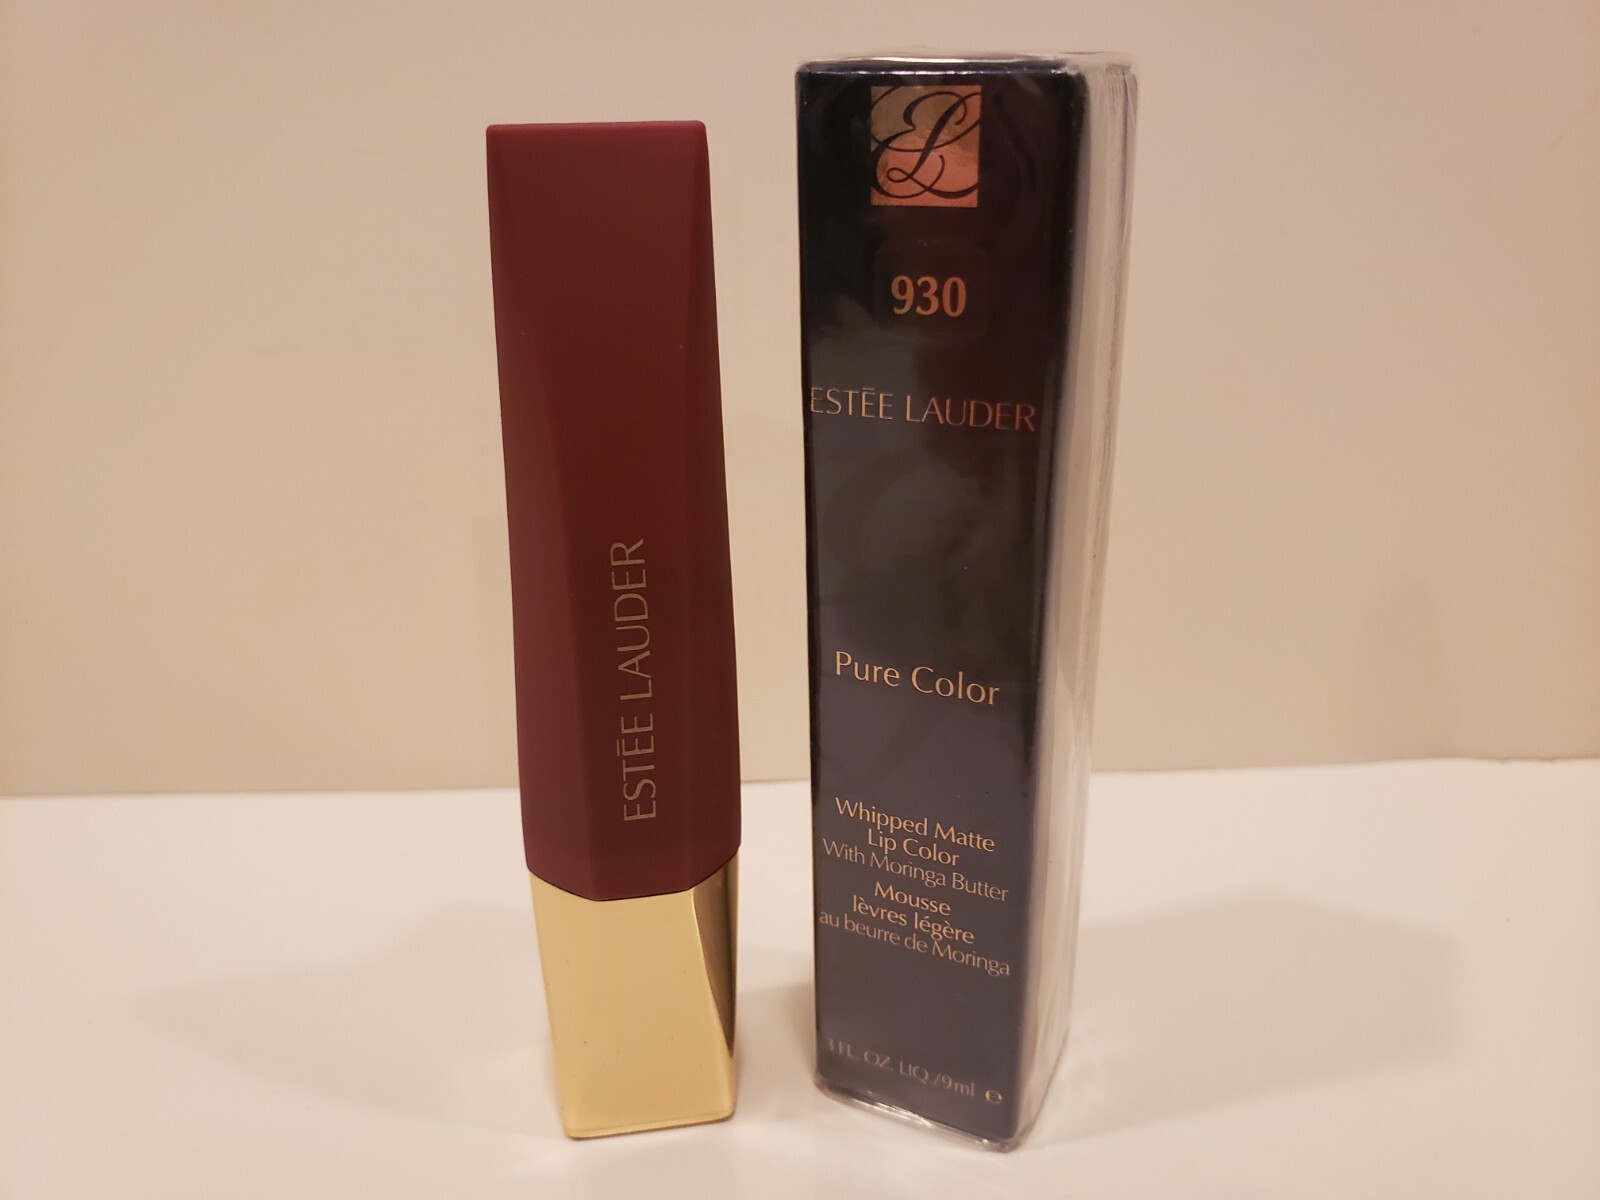 ESTĒE LAUDER
EL
930
ESTĒE LAUDER
Pure Color
Whipped Matte
Lip Color
With Moringa Butter
Mousse
lèvres légère
au beurre de Moringa
3 FL. OZ. LIQ./9ml e